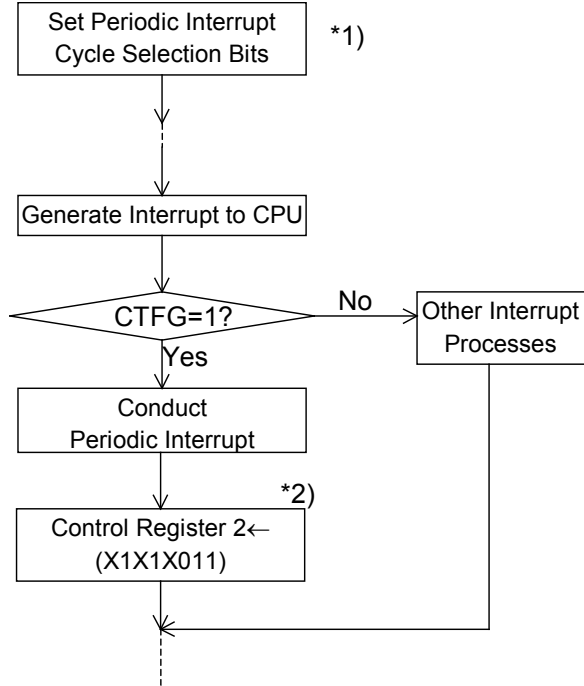 Set Periodic Interrupt
Cycle Selection Bits
*1)
Generate Interrupt to CPU
CTFG=1?
No
Other Interrupt
Processes
Yes
Conduct
Periodic Interrupt
*2)
Control Register 2←
(X1X1X011)